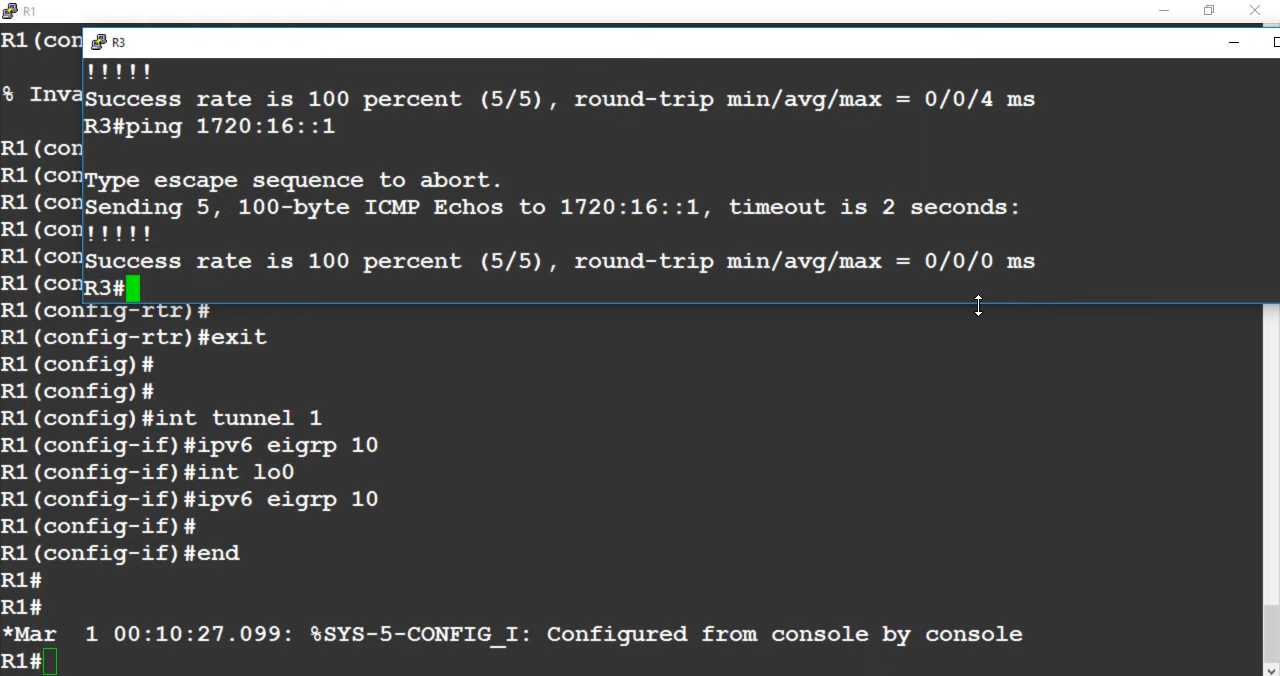 R1
R1(con
R3
!!!!!
% Inva
Success rate is 100 percent (5/5), round-trip min/avg/max = 0/0/4 ms
R3#ping 1720:16::1
R1(con
R1(con
Type escape sequence to abort.
R1(con
Sending 5, 100-byte ICMP Echos to 1720:16::1, timeout is 2 seconds:
R1(con
!!!!!
R1(con
Success rate is 100 percent (5/5), round-trip min/avg/max = 0/0/0 ms
R1(con
R3#
R1(config-rtr)#
R1(config-rtr)#exit
R1(config)#
R1(config)#
R1(config)#int tunnel 1
R1(config-if)#ipv6 eigrp 10
R1(config-if)#int lo0
R1(config-if)#ipv6 eigrp 10
R1(config-if)#
R1(config-if)#end
R1#
R1#
*Mar  1 00:10:27.099: %SYS-5-CONFIG_I: Configured from console by console
R1#